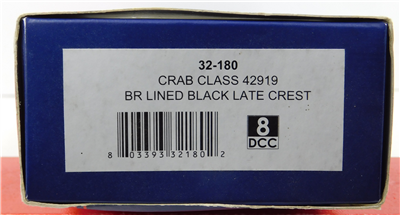 32-180
CRAB CLASS 42919
BR LINED BLACK LATE CREST
8
DCC
8 03393 32180 2